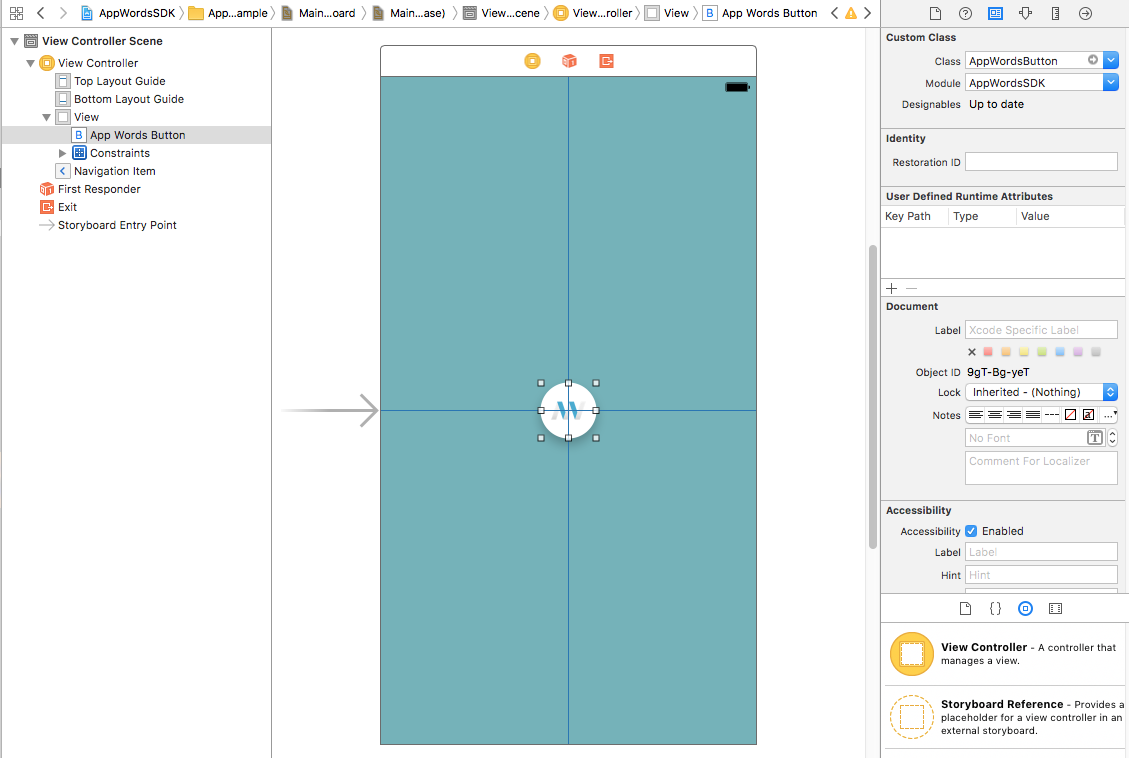 AppWordsSDK App...ample Main...oard Main...ase) View...cene View...roller View B App Words Button
View Controller Scene
View Controller
Top Layout Guide
Bottom Layout Guide
View
B App Words Button
Constraints
Navigation Item
First Responder
Exit
Storyboard Entry Point
Custom Class
Class AppWordsButton
Module AppWordsSDK
Designables Up to date
Identity
Restoration ID
User Defined Runtime Attributes
Key Path Type Value
Document
Label Xcode Specific Label
Object ID 9gT-Bg-yeT
Lock Inherited - (Nothing)
Notes
No Font T
Comment For Localizer
Accessibility
Accessibility Enabled
Label Label
Hint Hint
View Controller - A controller that
manages a view.
Storyboard Reference - Provides a
placeholder for a view controller in an
external storyboard.